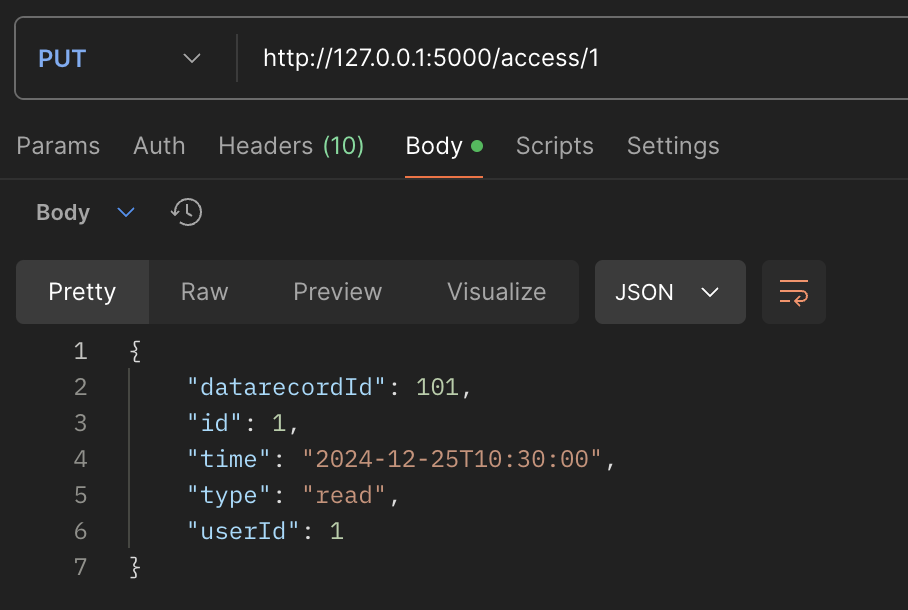 PUT http://127.0.0.1:5000/access/1
Params Auth Headers (10) Body Scripts Settings
Body
Pretty Raw Preview Visualize JSON
1 {
2 "datarecordId": 101,
3 "id": 1,
4 "time": "2024-12-25T10:30:00",
5 "type": "read",
6 "userId": 1
7 }